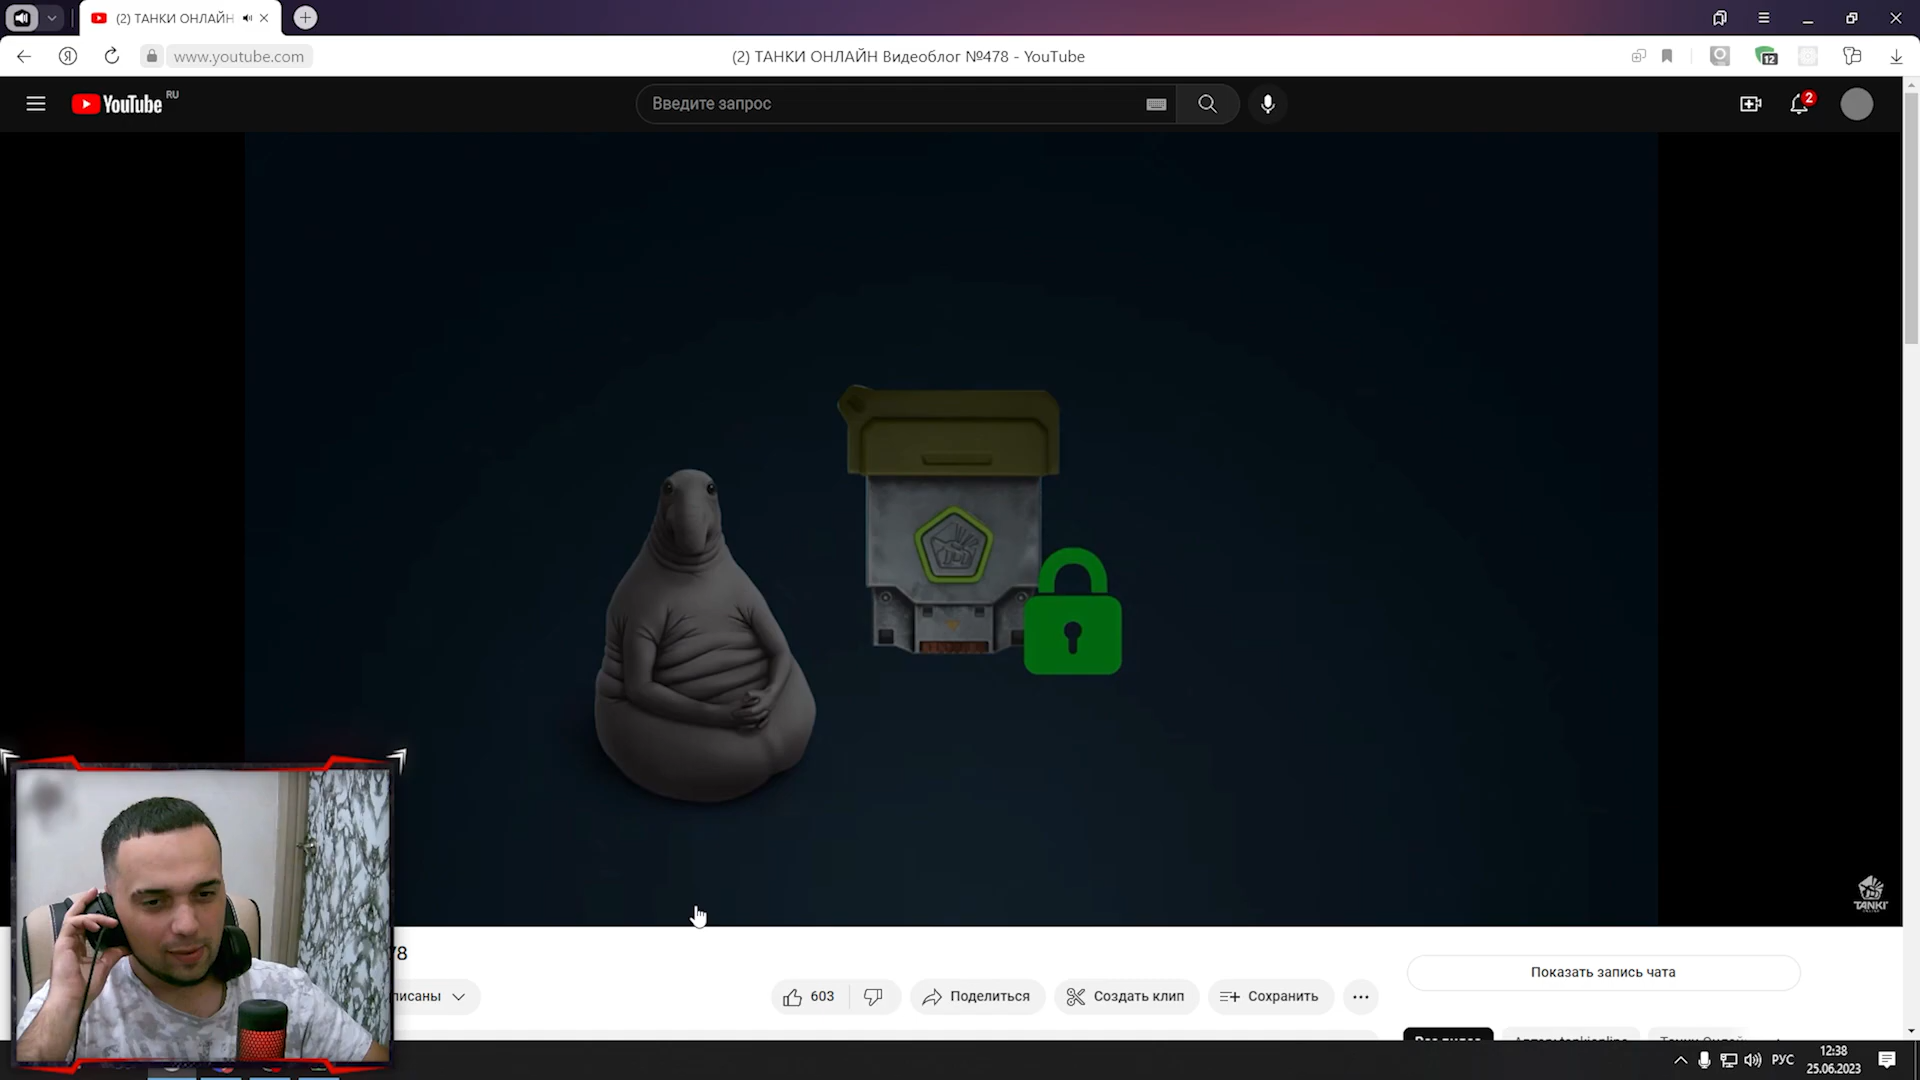 (2) ТАНКИ ОНЛАЙН
www.youtube.com
(2) ТАНКИ ОНЛАЙН Видеоблог №478 - YouTube
12
YouTube RU
Введите запрос
2
TANKI
78
писаны
603
Поделиться
Создать клип
Сохранить
Показать запись чата
РУС
12:38
25.06.2023